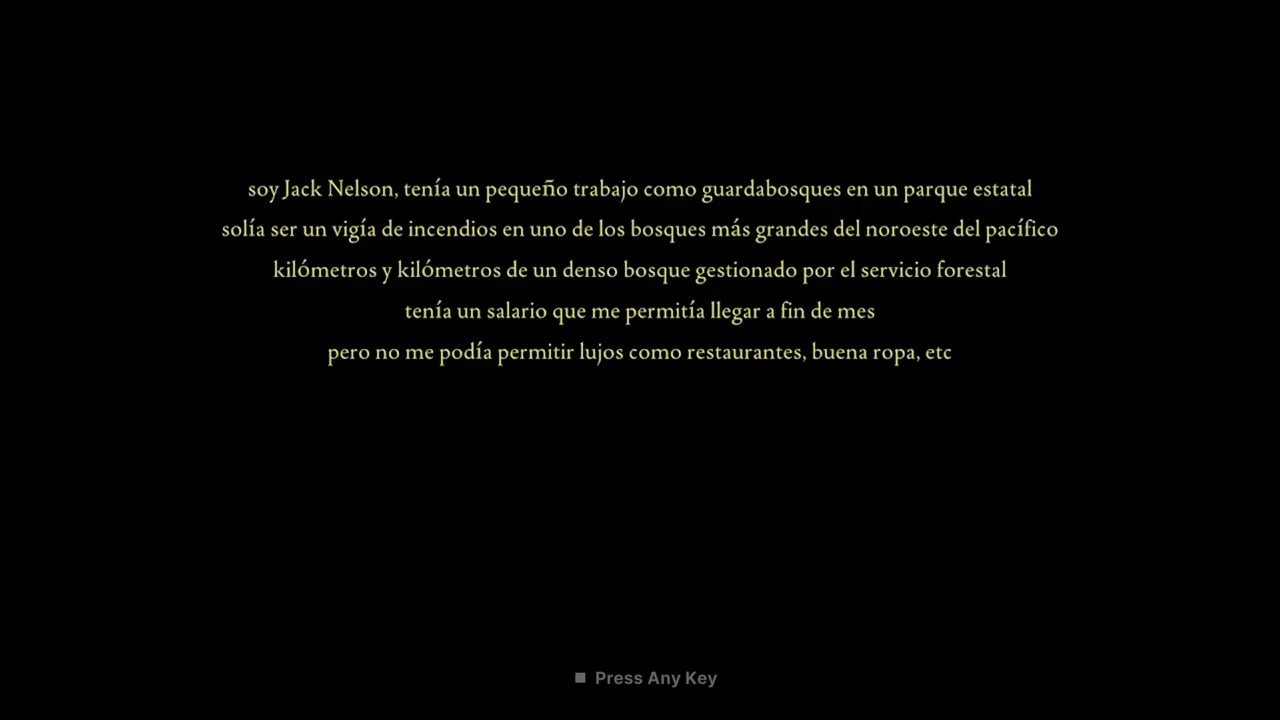 soy Jack Nelson, tenía un pequeño trabajo como guardabosques en un parque estatal
solía ser un vigía de incendios en uno de los bosques más grandes del noroeste del pacífico
kilómetros y kilómetros de un denso bosque gestionado por el servicio forestal
tenía un salario que me permitía llegar a fin de mes
pero no me podía permitir lujos como restaurantes, buena ropa, etc
Press Any Key